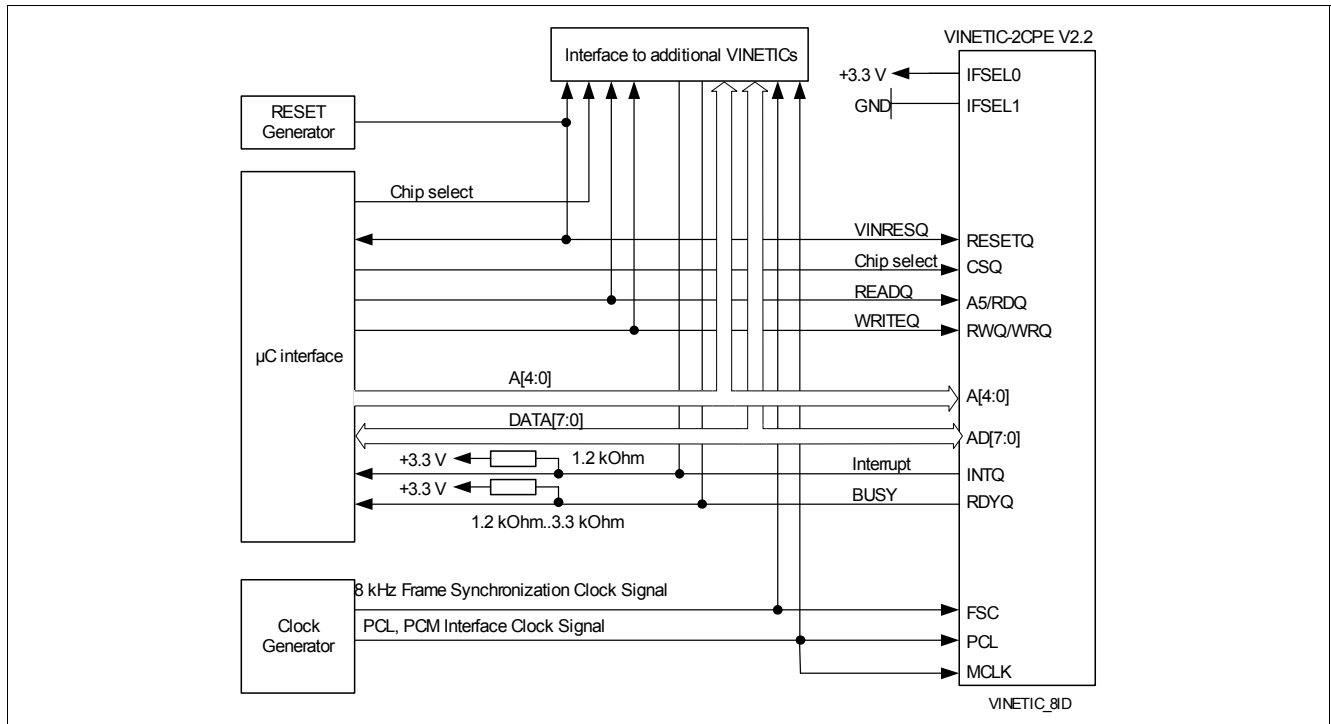 VINETIC-2CPE V2.2
Interface to additional VINETICs
+3.3 V
IFSEL0
GND
IFSEL1
RESET
Generator
Chip select
VINRESQ
RESETQ
Chip select
CSQ
READQ
A5/RDQ
WRITEQ
RWQ/WRQ
µC interface
A[4:0]
A[4:0]
DATA[7:0]
AD[7:0]
+3.3 V
1.2 kOhm
Interrupt
INTQ
+3.3 V
BUSY
RDYQ
1.2 kOhm..3.3 kOhm
8 kHz Frame Synchronization Clock Signal
FSC
Clock
Generator
PCL, PCM Interface Clock Signal
PCL
MCLK
VINETIC_8ID